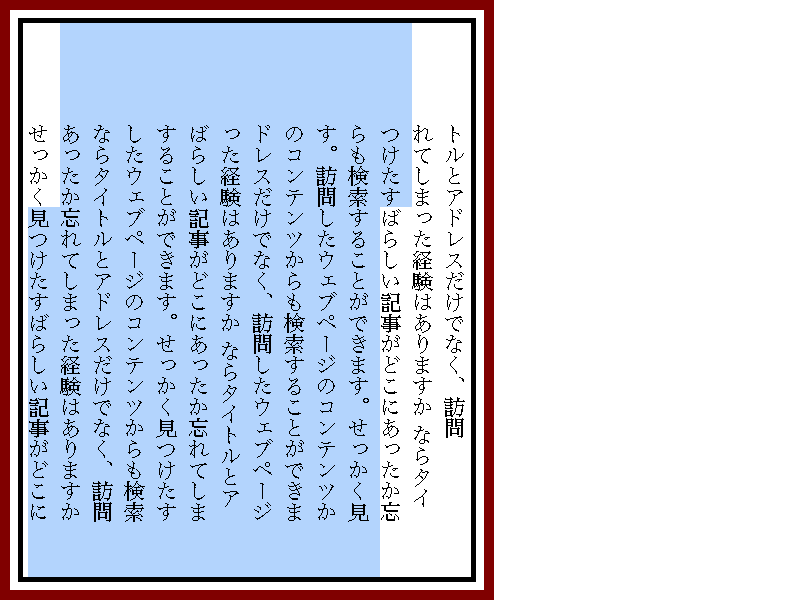 トルとアドレスだけでなく、訪問
れてしまった経験はありますか ならタイ
つけたすばらしい記事がどこにあったか忘
らも検索することができます。せっかく見
す。訪問したウェブページのコンテンツか
のコンテンツからも検索することができま
ドレスだけでなく、訪問したウェブページ
った経験はありますか ならタイトルとア
ばらしい記事がどこにあったか忘れてしま
することができます。せっかく見つけたす
したウェブページのコンテンツからも検索
ならタイトルとアドレスだけでなく、訪問
あったか忘れてしまった経験はありますか
せっかく見つけたすばらしい記事がどこに